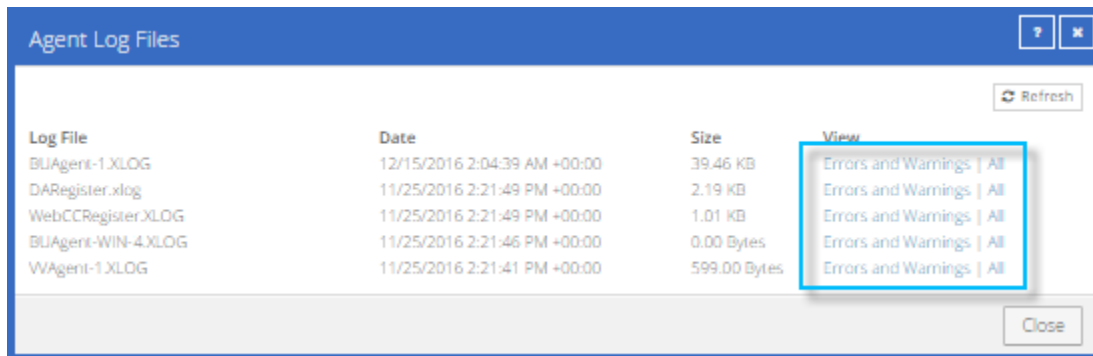 Agent Log Files ? ×
Refresh
Log File Date Size View
BUAgent-1.XLOG 12/15/2016 2:04:39 AM +00:00 39.46 KB Errors and Warnings | All
DARegister.xlog 11/25/2016 2:21:49 PM +00:00 2.19 KB Errors and Warnings | All
WebCCRegister.XLOG 11/25/2016 2:21:49 PM +00:00 1.01 KB Errors and Warnings | All
BUAgent-WIN-4.XLOG 11/25/2016 2:21:46 PM +00:00 0.00 Bytes Errors and Warnings | All
VVAgent-1.XLOG 11/25/2016 2:21:41 PM +00:00 599.00 Bytes Errors and Warnings | All
Close